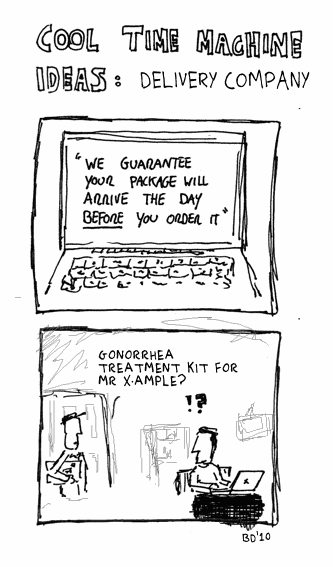 COOL TIME MACHINE
IDEAS: DELIVERY COMPANY
"WE GUARANTEE
YOUR PACKAGE WILL
ARRIVE THE DAY
BEFORE YOU ORDER IT"
GONORRHEA
TREATMENT KIT FOR
MR X·AMPLE?
!?
BD'10